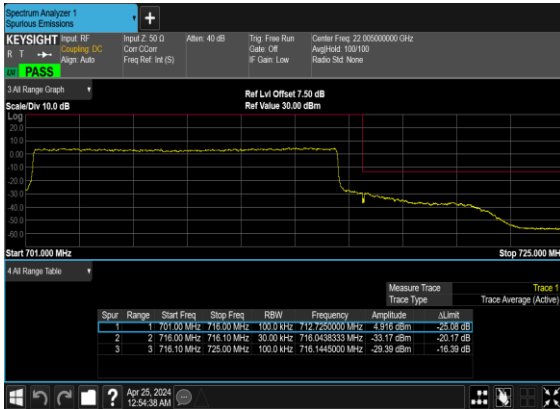 Spectrum Analyzer 1
Spurious Emissions
+
KEYSIGHT Input: RF Input Z: 50 Ω Atten: 40 dB Trig: Free Run Center Freq: 22.005000000 GHz
R T Coupling: DC Corr CCorr Gate: Off Avg|Hold: 100/100
Align: Auto Freq Ref: Int (S) IF Gain: Low Radio Std: None
PASS
3 All Range Graph
Ref Lvl Offset 7.50 dB
Scale/Div 10.0 dB Ref Value 30.00 dBm
Log
20.0
10.0
0.00
-10.0
-20.0
-30.0
-40.0
-50.0
-60.0
Start 701.000 MHz Stop 725.000 MH
4 All Range Table
Measure Trace Trace 1
Trace Type Trace Average (Active)
Spur Range Start Freq Stop Freq RBW Frequency Amplitude ΔLimit
1 1 701.00 MHz 716.00 MHz 100.0 kHz 712.7250000 MHz 4.916 dBm -25.08 dB
2 2 716.00 MHz 716.10 MHz 30.00 kHz 716.0433333 MHz -33.17 dBm -20.17 dB
3 3 716.10 MHz 725.00 MHz 100.0 kHz 716.1445000 MHz -29.39 dBm -16.39 dB
? Apr 25, 2024
12:54:38 AM